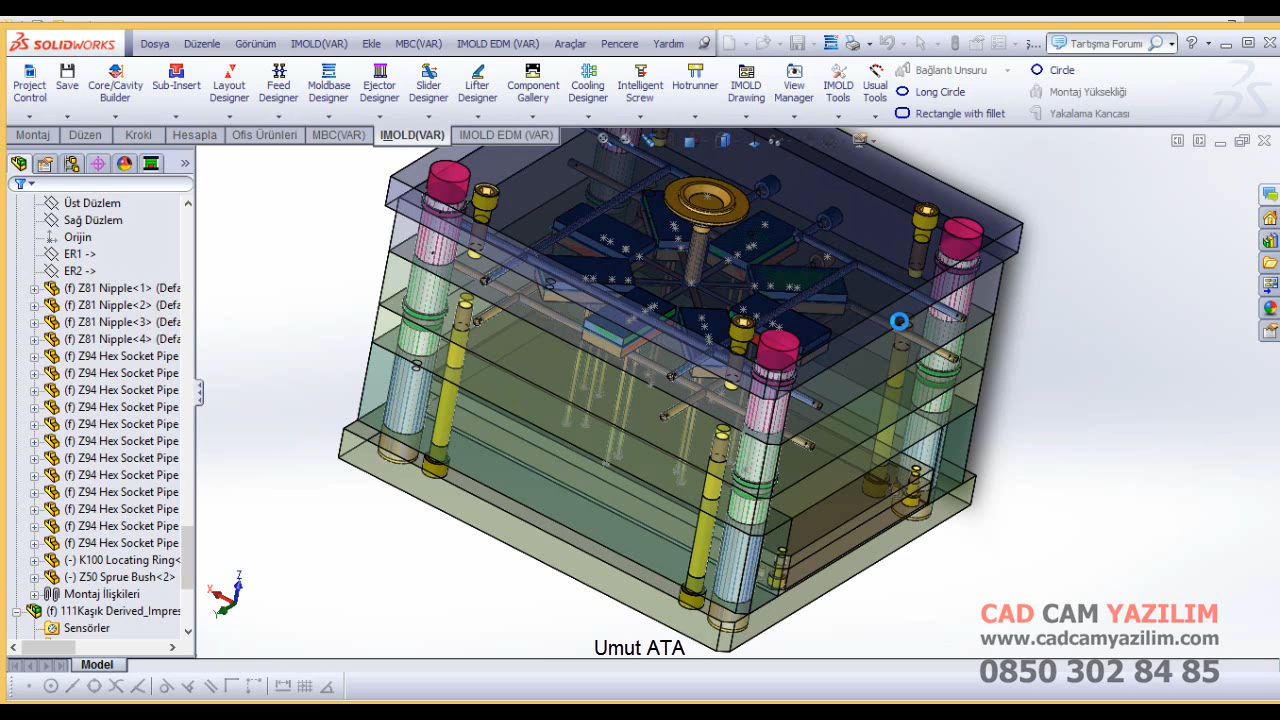 SOLIDWORKS
Dosya Düzenle Görünüm IMOLD(VAR) Ekle MBC(VAR) IMOLD EDM (VAR) Araçlar Pencere Yardım
Ş... Tartışma Forumı
Project Control
Save
Core/Cavity Builder
Sub-Insert
Layout Designer
Feed Designer
Moldbase Designer
Ejector Designer
Slider Designer
Lifter Designer
Component Gallery
Cooling Designer
Intelligent Screw
Hotrunner
IMOLD Drawing
View Manager
IMOLD Tools
Usual Tools
Bağlantı Unsuru
Long Circle
Rectangle with fillet
Circle
Montaj Yüksekliği
Yakalama Kancası
Montaj Düzen Kroki Hesapla Ofis Ürünleri MBC(VAR) IMOLD(VAR) IMOLD EDM (VAR)
Üst Düzlem
Sağ Düzlem
Orijin
ER1 ->
ER2 ->
(f) Z81 Nipple<1> (Defa
(f) Z81 Nipple<2> (Defa
(f) Z81 Nipple<3> (Defa
(f) Z81 Nipple<4> (Defa
(f) Z94 Hex Socket Pipe
(f) Z94 Hex Socket Pipe
(f) Z94 Hex Socket Pipe
(f) Z94 Hex Socket Pipe
(f) Z94 Hex Socket Pipe
(f) Z94 Hex Socket Pipe
(f) Z94 Hex Socket Pipe
(f) Z94 Hex Socket Pipe
(f) Z94 Hex Socket Pipe
(f) Z94 Hex Socket Pipe
(f) Z94 Hex Socket Pipe
(f) Z94 Hex Socket Pipe
(-) K100 Locating Ring<
(-) Z50 Sprue Bush<2>
Montaj İlişkileri
(f) 111Kaşık Derived_Impres
Sensörler
Z
X
Y
Umut ATA
CAD CAM YAZILIM
www.cadcamyazilim.com
0850 302 84 85
Model